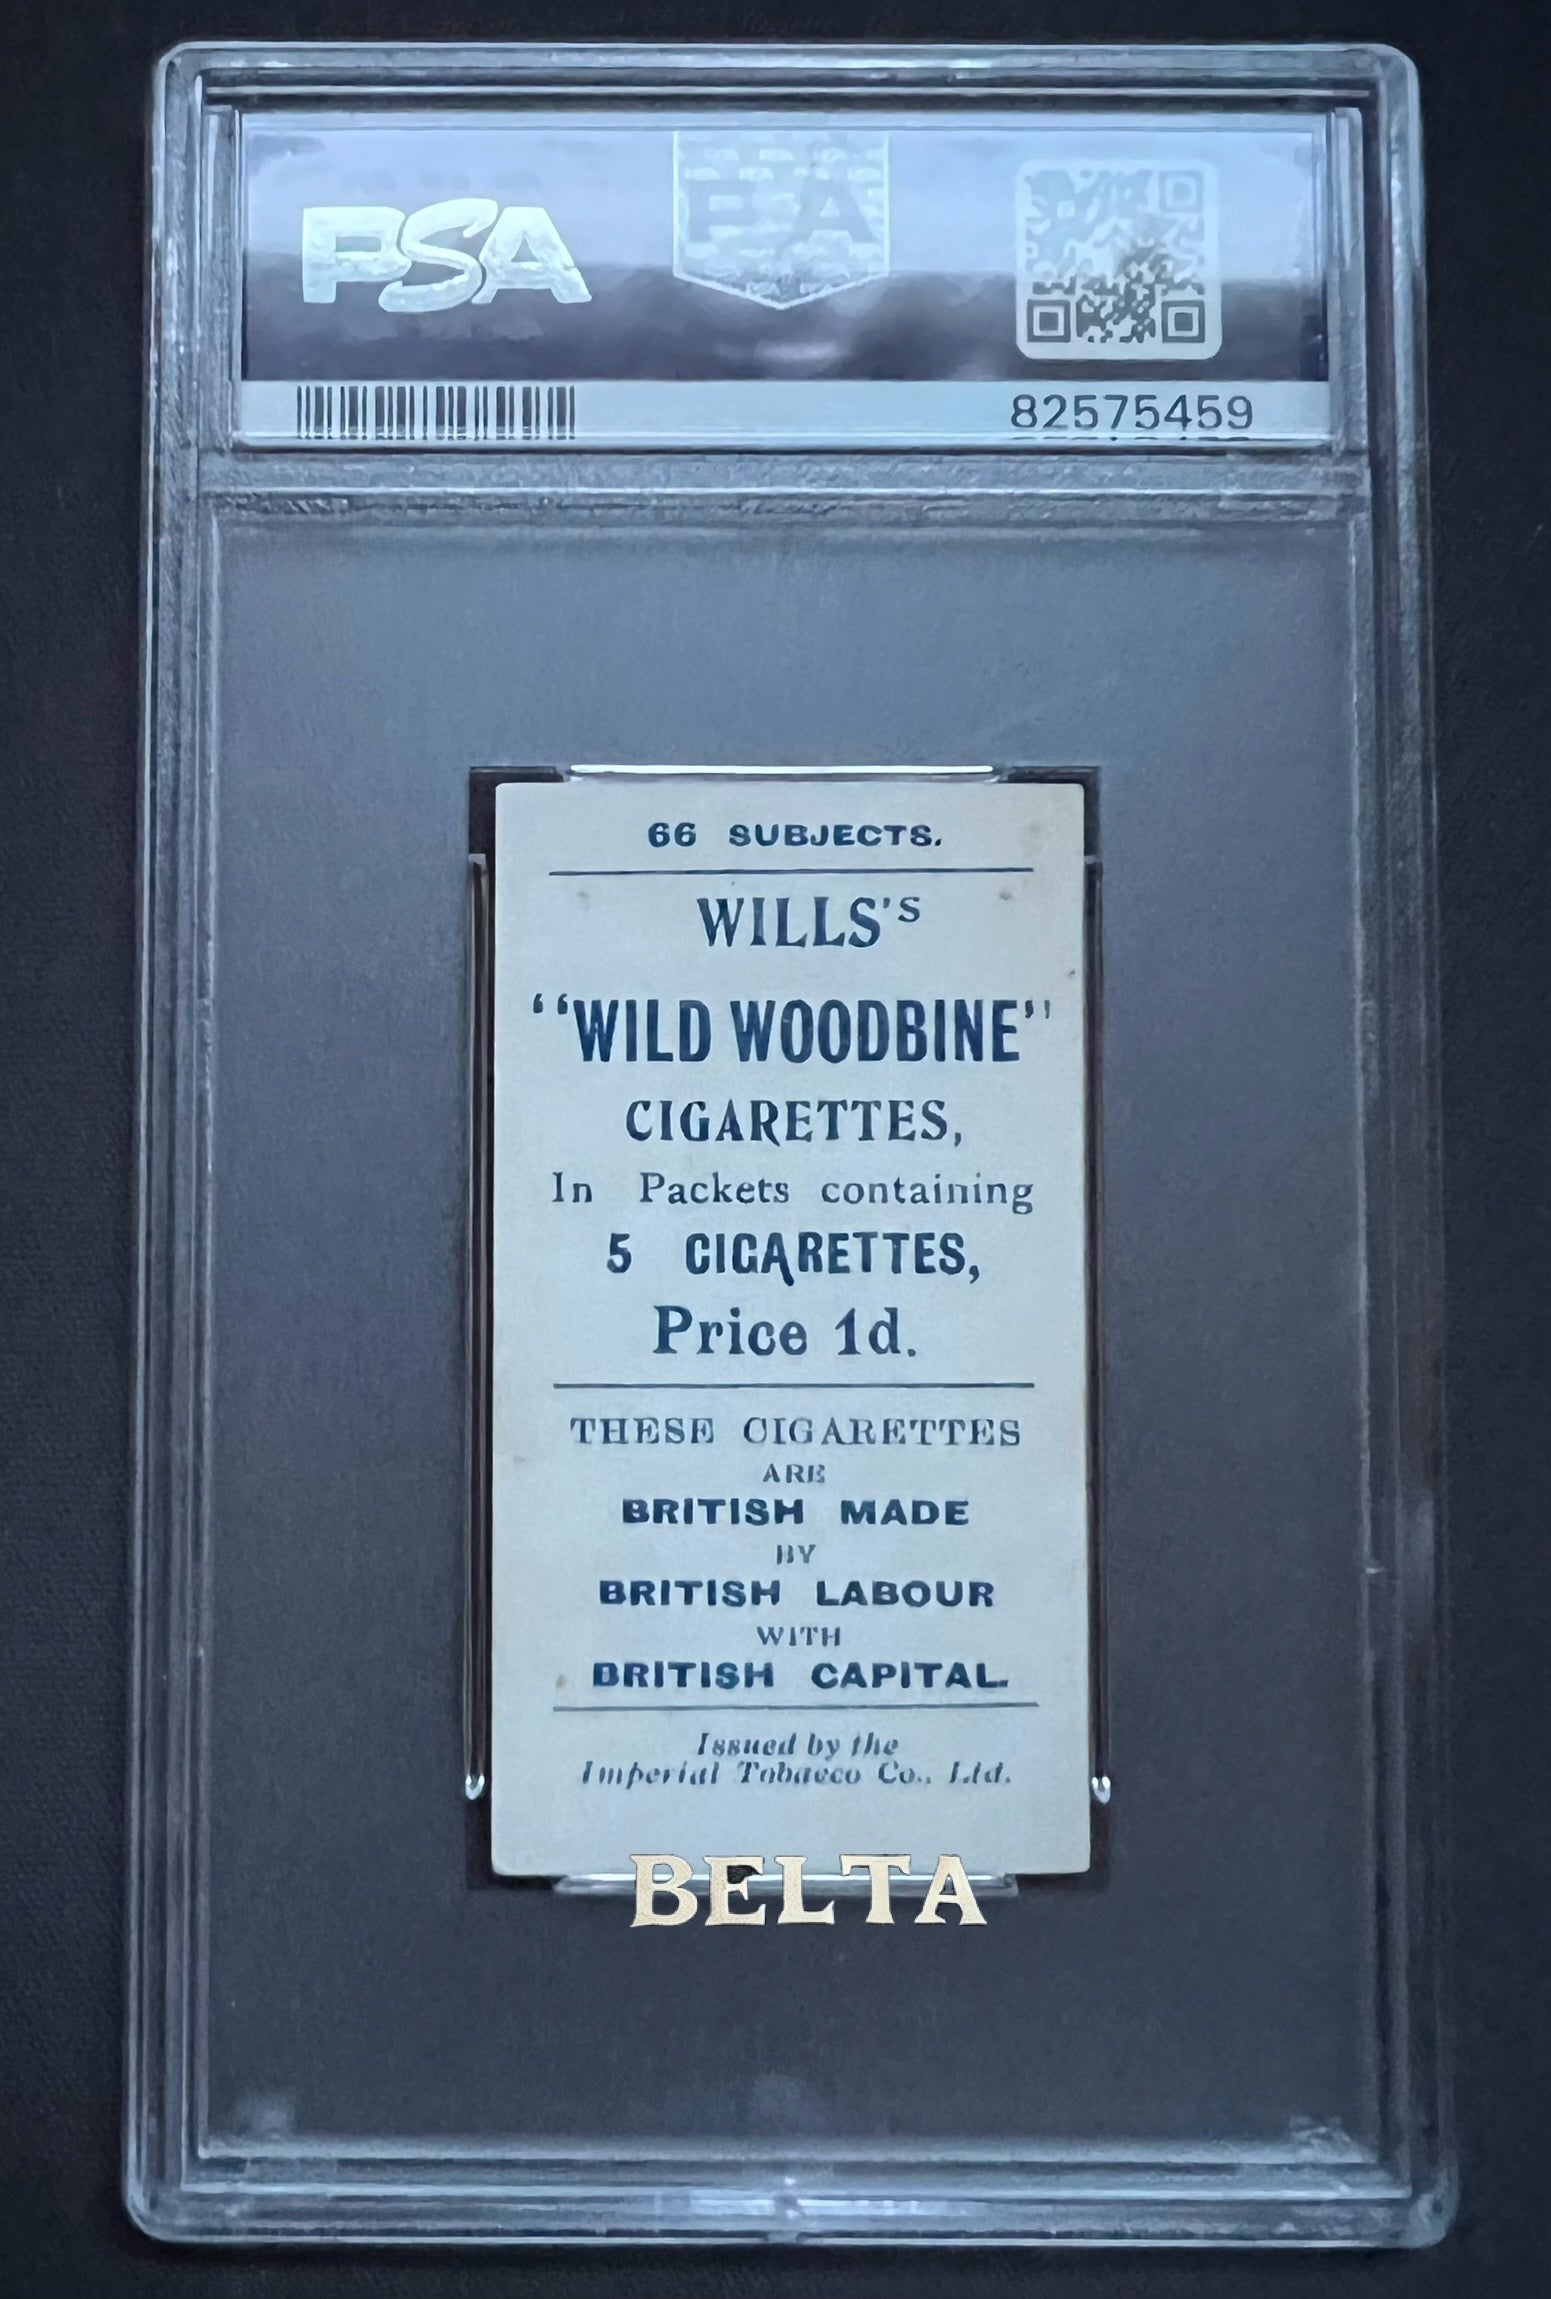 PSA
PSA
82575459
66 SUBJECTS.
WILLS'S
"WILD WOODBINE"
CIGARETTES,
In Packets containing
5 CIGARETTES,
Price 1d.
THESE CIGARETTES
ARE
BRITISH MADE
BY
BRITISH LABOUR
WITH
BRITISH CAPITAL.
Issued by the
Imperial Tobacco Co., Ltd.
BELTA